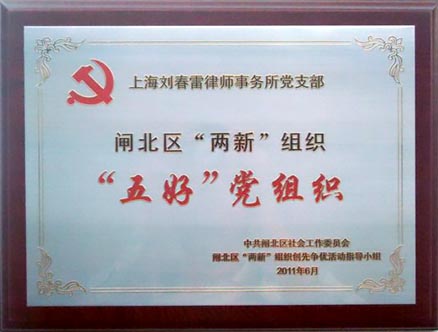 上海刘春雷律师事务所党支部
闸北区“两新”组织
“五好”党组织
中共闸北区社会工作委员会
闸北区“两新”组织创先争优活动指导小组
2011年6月